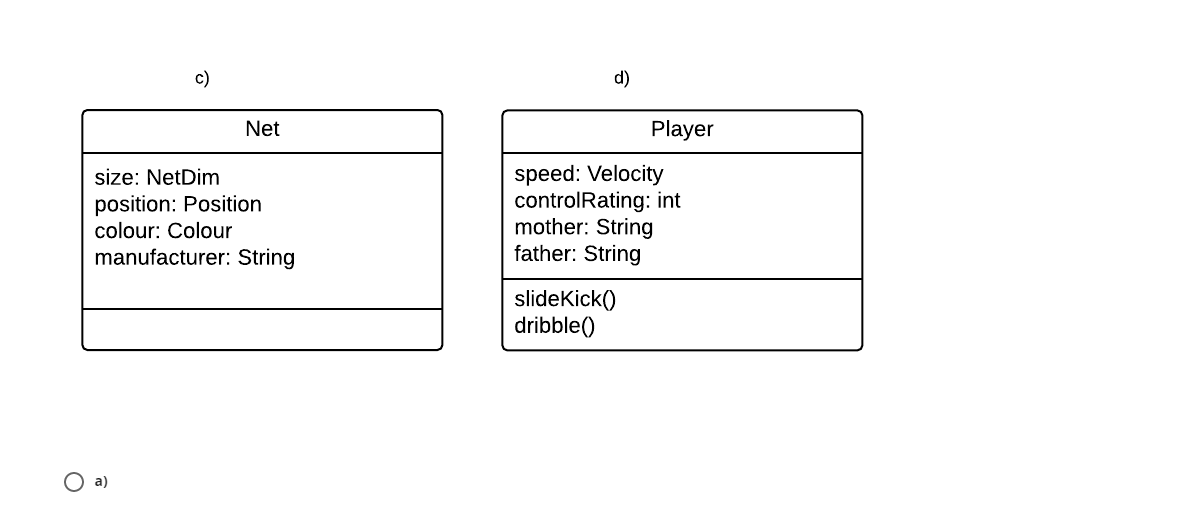 c)
Net
size: NetDim
position: Position
colour: Colour
manufacturer: String
d)
Player
speed: Velocity
controlRating: int
mother: String
father: String
slideKick()
dribble()
a)